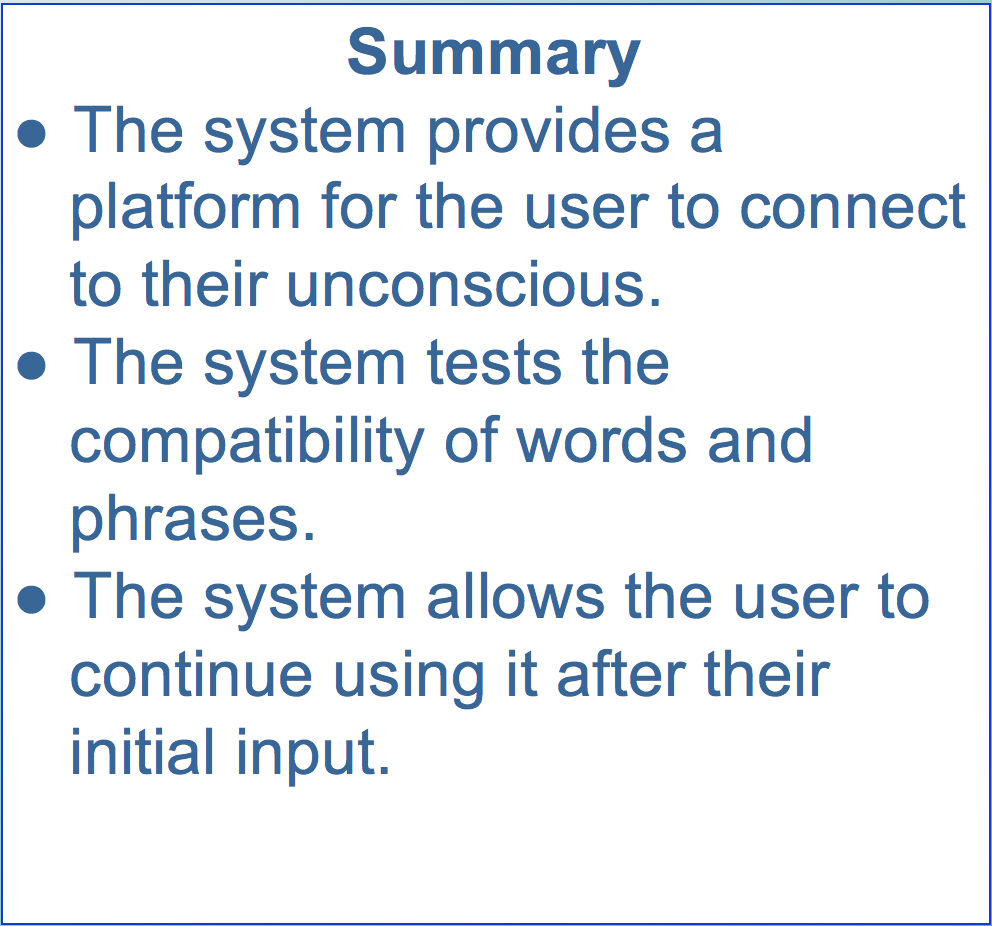 Summary
● The system provides a
platform for the user to connect
to their unconscious.
● The system tests the
compatibility of words and
phrases.
● The system allows the user to
continue using it after their
initial input.